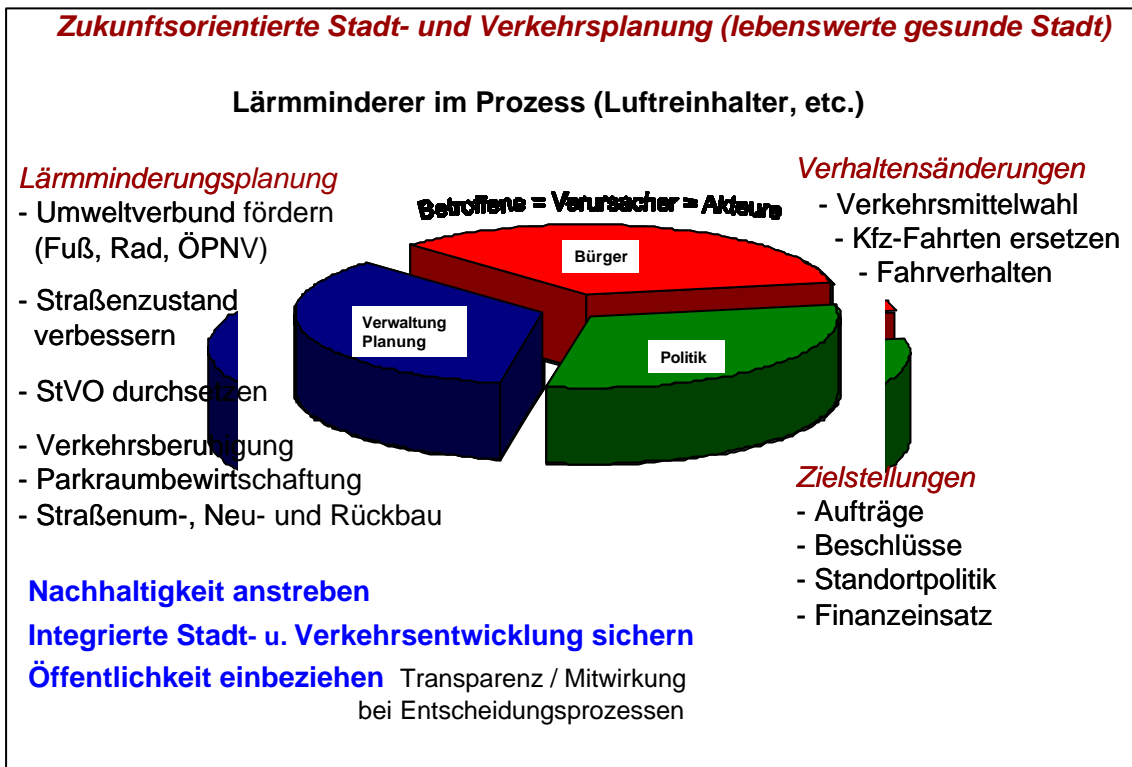 Zukunftsorientierte Stadt- und Verkehrsplanung (lebenswerte gesunde Stadt)
Lärmminderer im Prozess (Luftreinhalter, etc.)
Lärmminderungsplanung
- Umweltverbund fördern
(Fuß, Rad, ÖPNV)
- Straßenzustand
verbessern
- StVO durchsetzen
- Verkehrsberuhigung
- Parkraumbewirtschaftung
- Straßenum-, Neu- und Rückbau
Betroffene = Verursacher = Akteure
Bürger
Verwaltung
Planung
Politik
Verhaltensänderungen
- Verkehrsmittelwahl
- Kfz-Fahrten ersetzen
- Fahrverhalten
Zielstellungen
- Aufträge
- Beschlüsse
- Standortpolitik
- Finanzeinsatz
Nachhaltigkeit anstreben
Integrierte Stadt- u. Verkehrsentwicklung sichern
Öffentlichkeit einbeziehen Transparenz / Mitwirkung
bei Entscheidungsprozessen